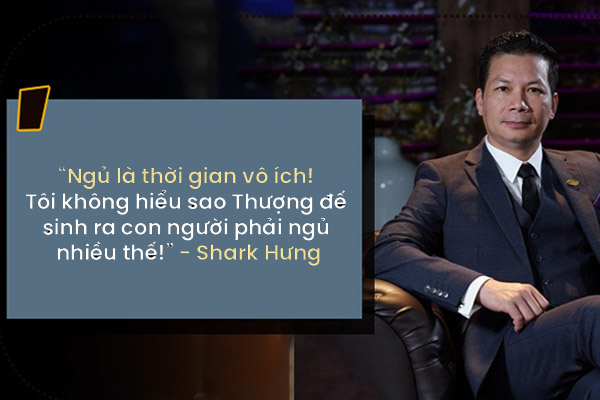 “Ngủ là thời gian vô ích!
Tôi không hiểu sao Thượng đế
sinh ra con người phải ngủ
nhiều thế!” - Shark Hưng